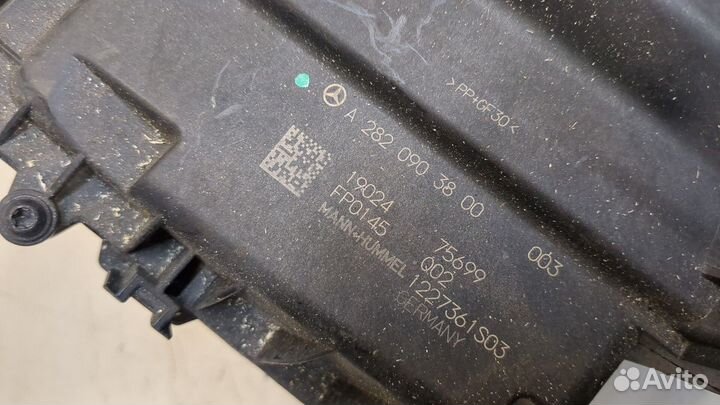 >PP+GF30<
A 282 090 38 00 003
19024 75699
FP0145 Q02
MANN+HUMMEL 1227361S03
GERMANY
Avito